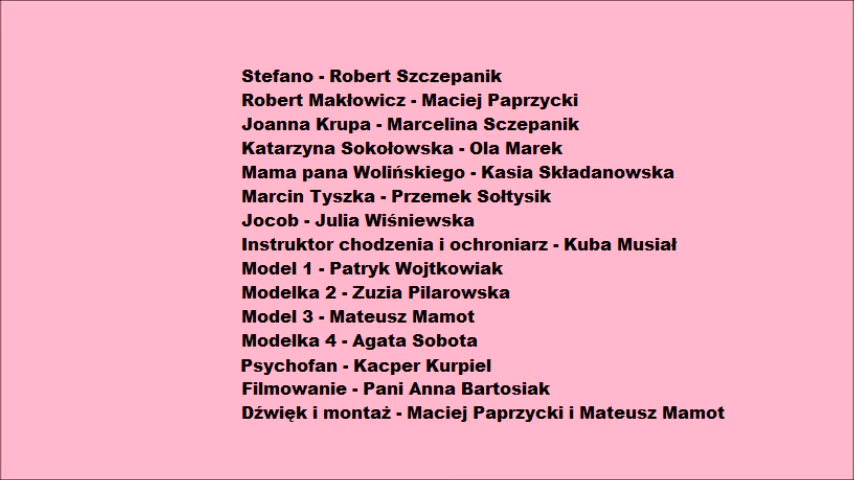 Stefano - Robert Szczepanik
Robert Makłowicz - Maciej Paprzycki
Joanna Krupa - Marcelina Sczepanik
Katarzyna Sokołowska - Ola Marek
Mama pana Wolińskiego - Kasia Składanowska
Marcin Tyszka - Przemek Sołtysik
Jocob - Julia Wiśniewska
Instruktor chodzenia i ochroniarz - Kuba Musiał
Model 1 - Patryk Wojtkowiak
Modelka 2 - Zuzia Pilarowska
Model 3 - Mateusz Mamot
Modelka 4 - Agata Sobota
Psychofan - Kacper Kurpiel
Filmowanie - Pani Anna Bartosiak
Dźwięk i montaż - Maciej Paprzycki i Mateusz Mamot